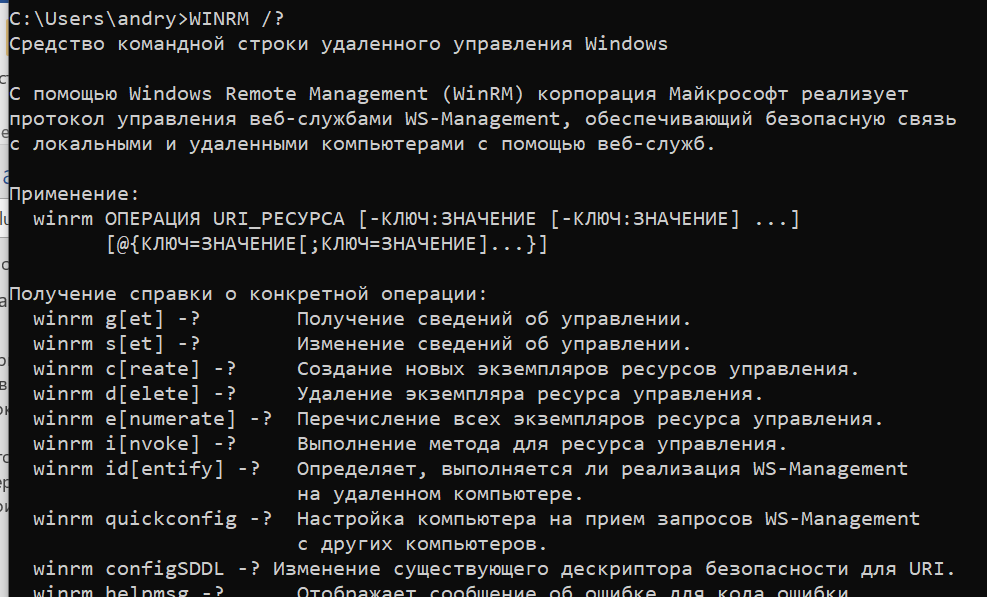 C:\Users\andry>WINRM /?
Средство командной строки удаленного управления Windows
С помощью Windows Remote Management (WinRM) корпорация Майкрософт реализует
протокол управления веб-службами WS-Management, обеспечивающий безопасную связь
с локальными и удаленными компьютерами с помощью веб-служб.
Применение:
winrm ОПЕРАЦИЯ URI_РЕСУРСА [-КЛЮЧ:ЗНАЧЕНИЕ [-КЛЮЧ:ЗНАЧЕНИЕ] ...]
[@{КЛЮЧ=ЗНАЧЕНИЕ[;КЛЮЧ=ЗНАЧЕНИЕ]...}]
Получение справки о конкретной операции:
winrm g[et] -? Получение сведений об управлении.
winrm s[et] -? Изменение сведений об управлении.
winrm c[reate] -? Создание новых экземпляров ресурсов управления.
winrm d[elete] -? Удаление экземпляра ресурса управления.
winrm e[numerate] -? Перечисление всех экземпляров ресурса управления.
winrm i[nvoke] -? Выполнение метода для ресурса управления.
winrm id[entify] -? Определяет, выполняется ли реализация WS-Management
на удаленном компьютере.
winrm quickconfig -? Настройка компьютера на прием запросов WS-Management
с других компьютеров.
winrm configSDDL -? Изменение существующего дескриптора безопасности для URI.
winrm helpmsg -? Отображает сообщение об ошибке для кода ошибки